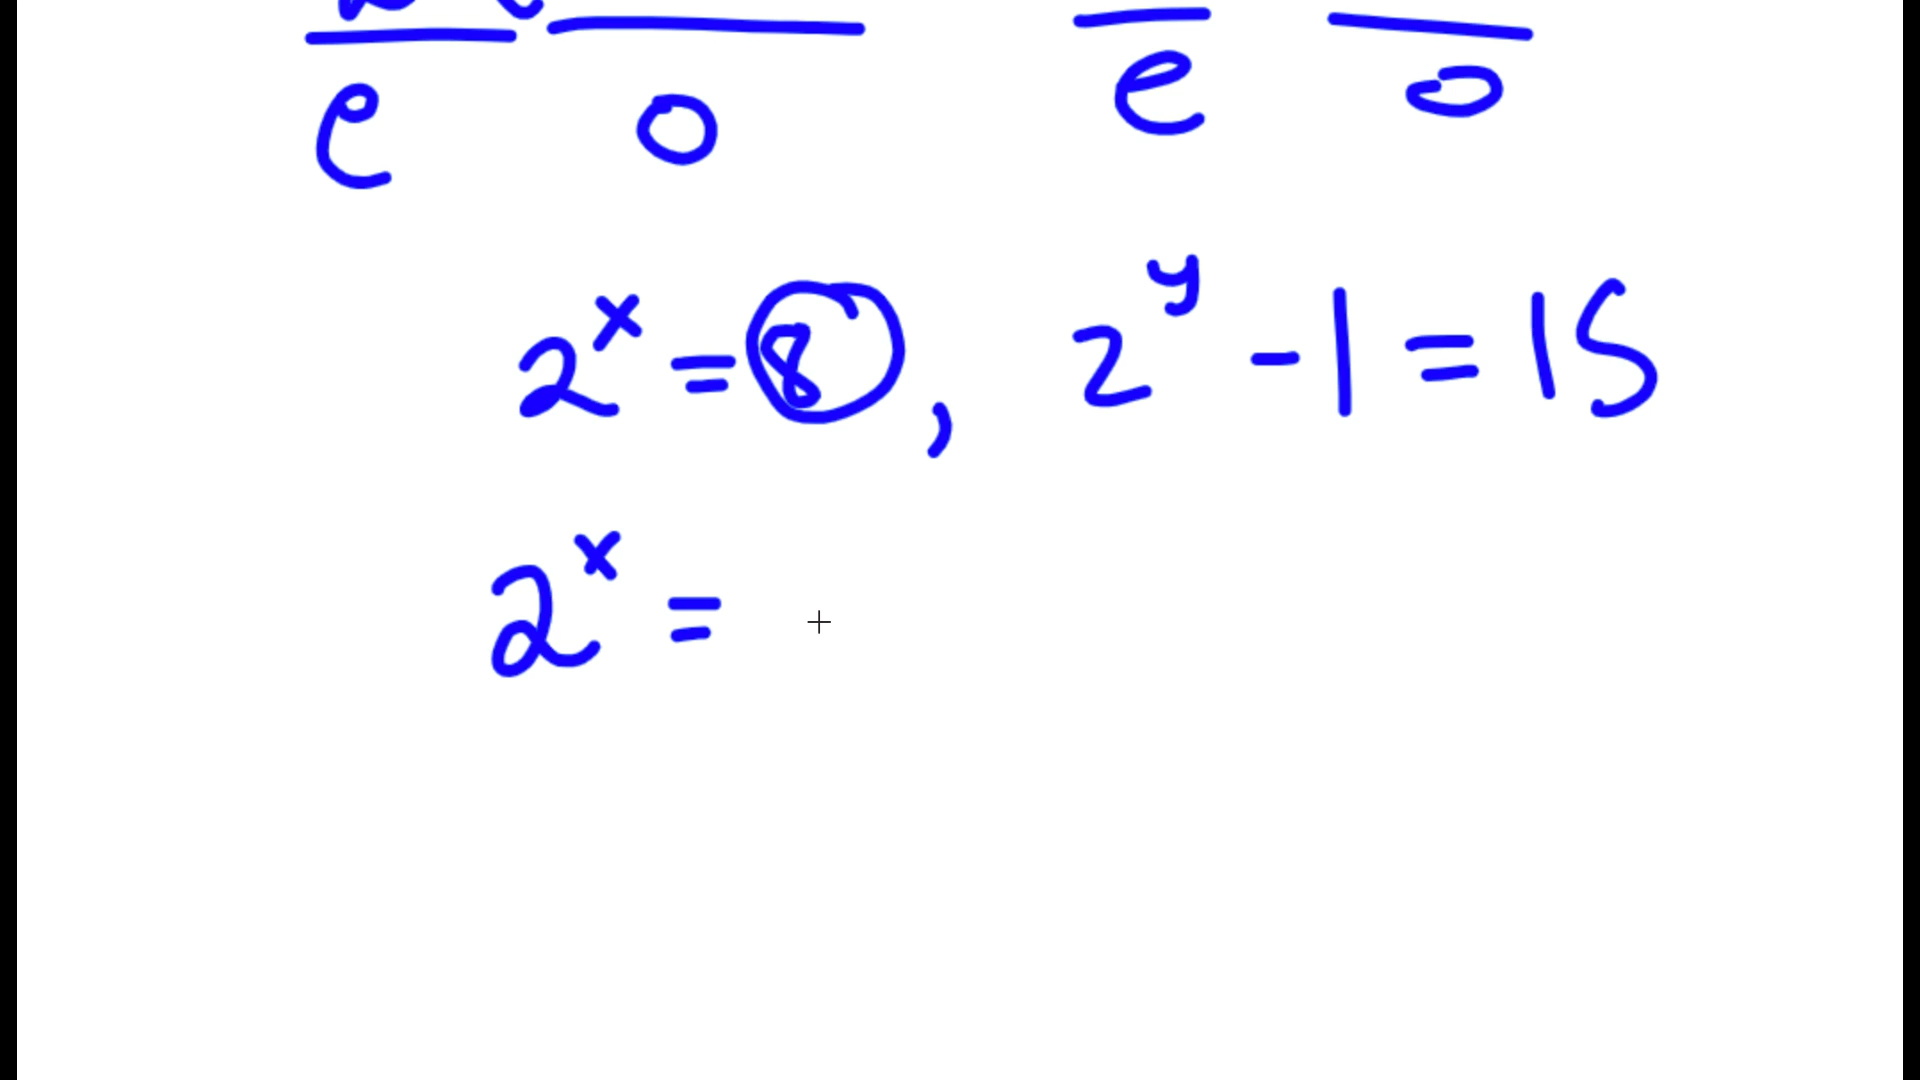 e o e o
2^x = 8, 2^y - 1 = 15
2^x =